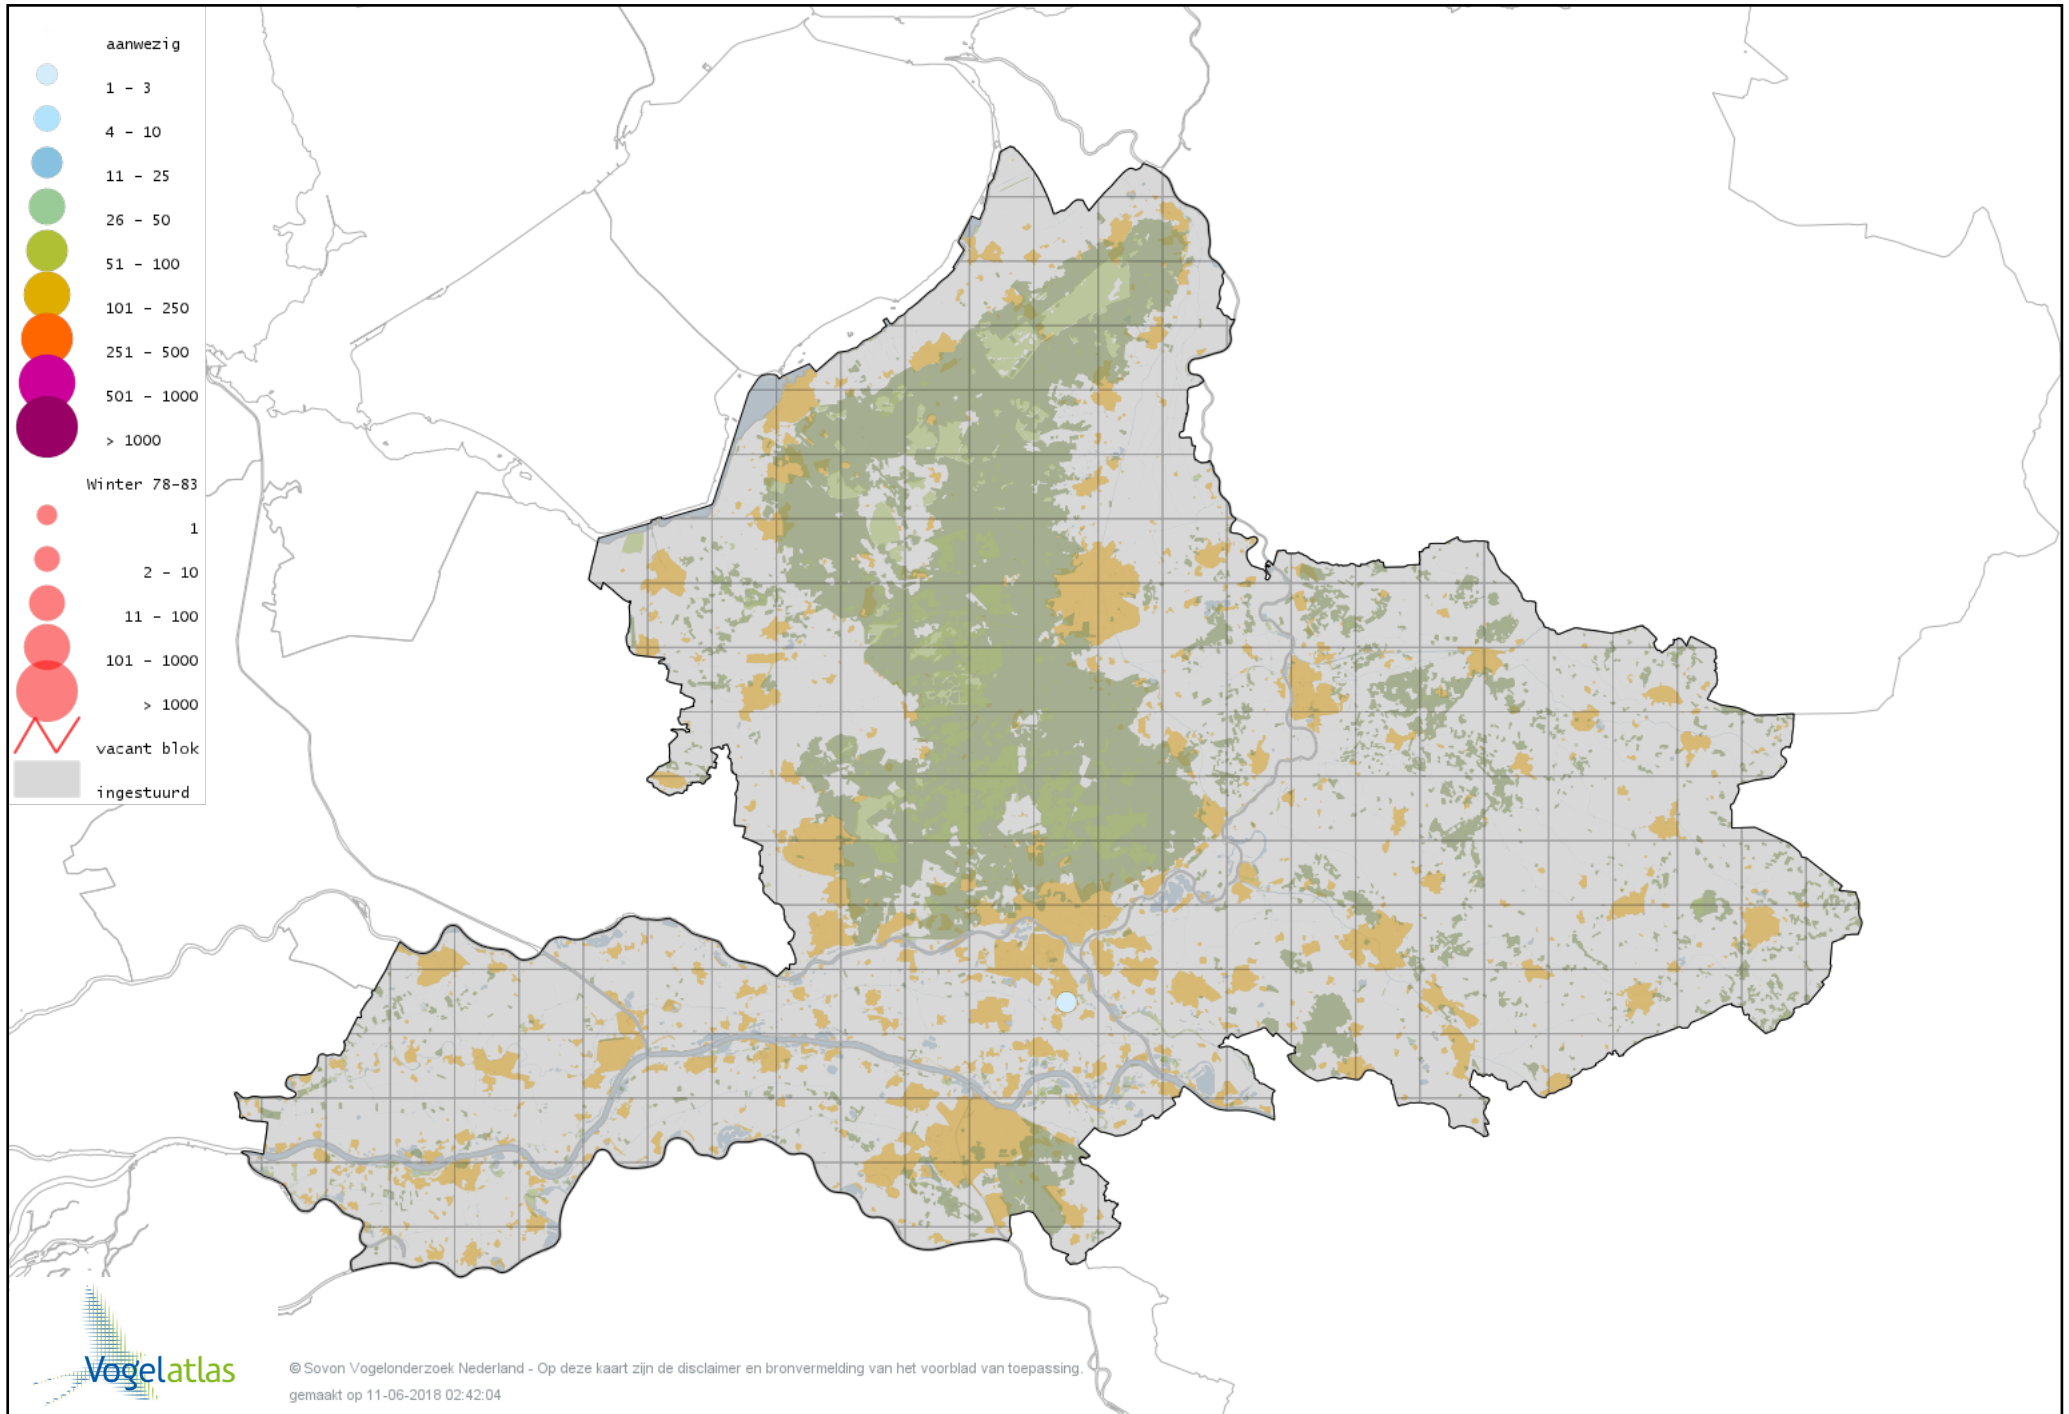 aanwezig
1 - 3
4 - 10
11 - 25
26 - 50
51 - 100
101 - 250
251 - 500
501 - 1000
> 1000
Winter 78-83
1
2 - 10
11 - 100
101 - 1000
> 1000
vacant blok
ingestuurd
Vogelatlas
© Sovon Vogelonderzoek Nederland - Op deze kaart zijn de disclaimer en bronvermelding van het voorblad van toepassing.
gemaakt op 11-06-2018 02:42:04